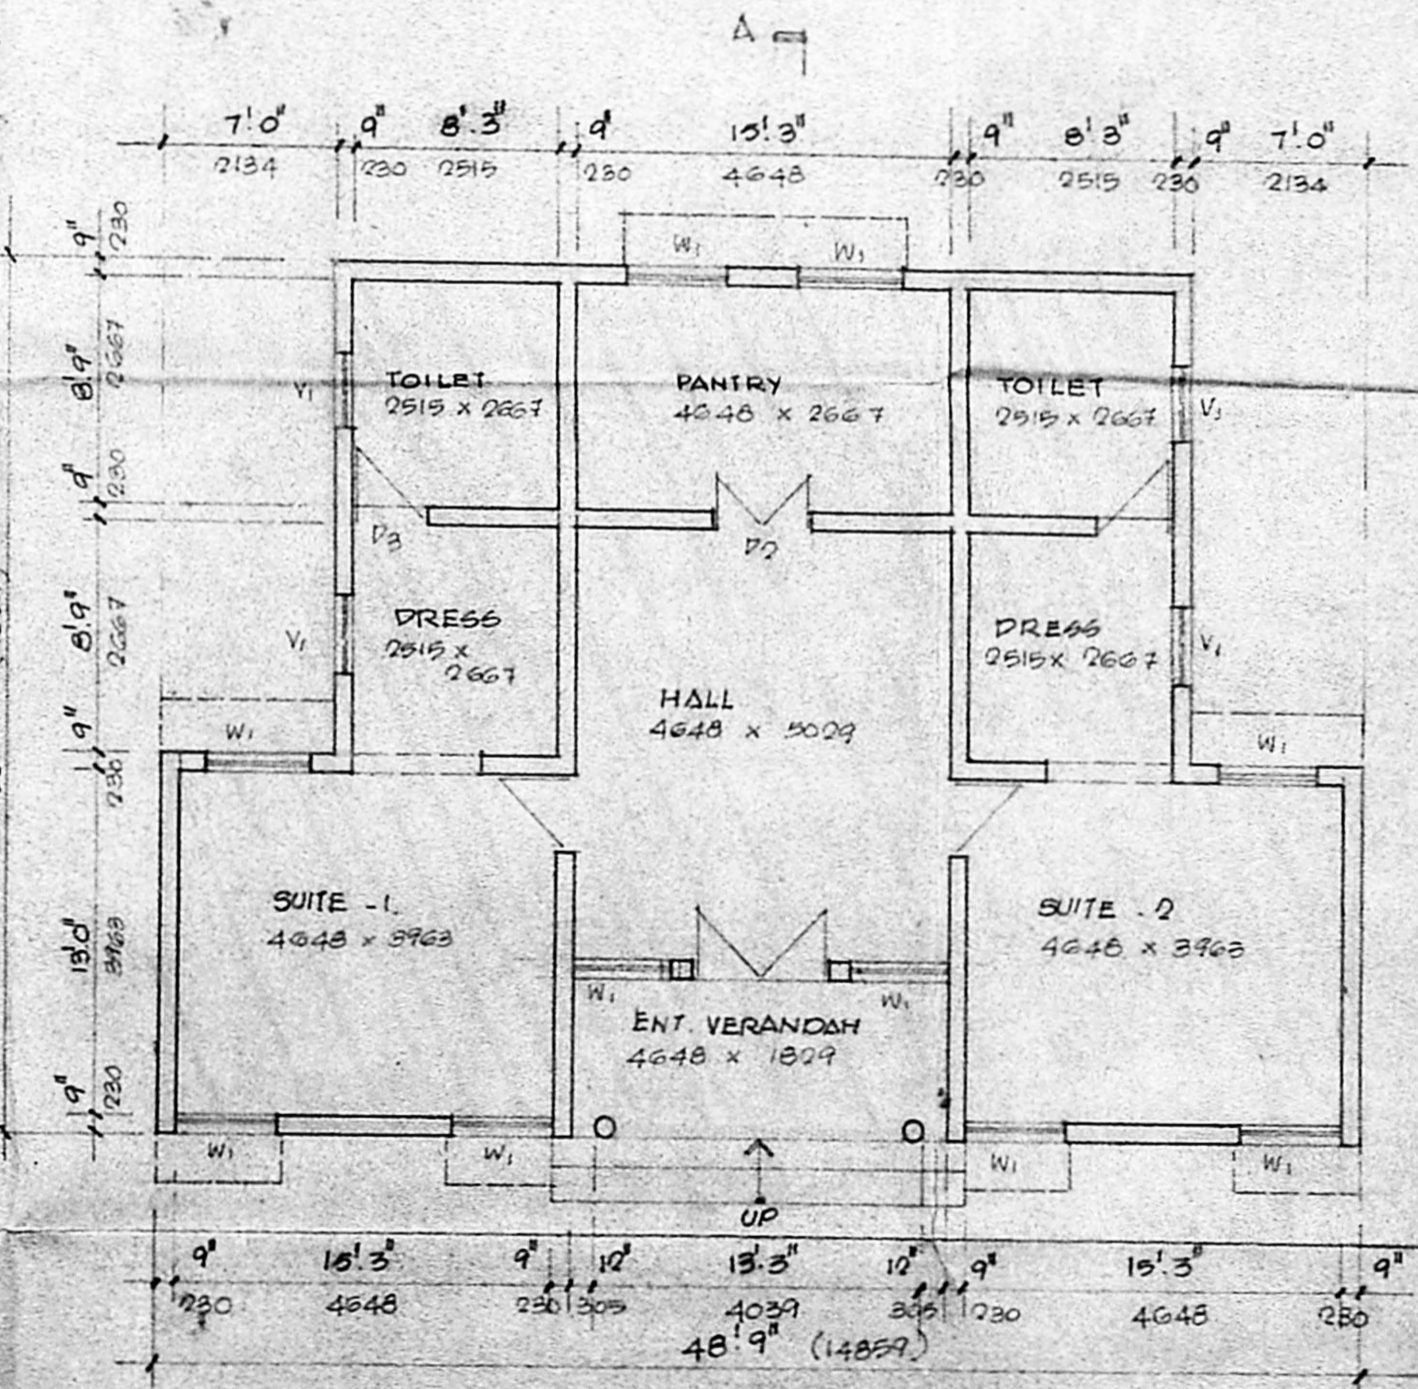 A
7'.0" 9" 8'.3" 9" 15'.3" 9" 8'.3" 9" 7'.0"
2134 230 2515 230 4648 230 2515 230 2134
9"
230
8'.9"
2667
9"
230
8'.9"
2667
9"
230
13'.0"
3963
9"
230
W1 W1
TOILET
2515 x 2667
PANTRY
4648 x 2667
TOILET
2515 x 2667
V1
V1
D3
D2
DRESS
2515 x
2667
DRESS
2515 x 2667
V1
V1
HALL
4648 x 5029
W1
W1
SUITE - 1.
4648 x 3963
SUITE - 2
4648 x 3963
W1 W1
ENT. VERANDAH
4648 x 1829
W1 W1 W1 W1
UP
9" 15'.3" 9" 12" 13'.3" 12" 9" 15'.3" 9"
230 4648 230 305 4039 305 230 4648 230
48'.9" (14859)